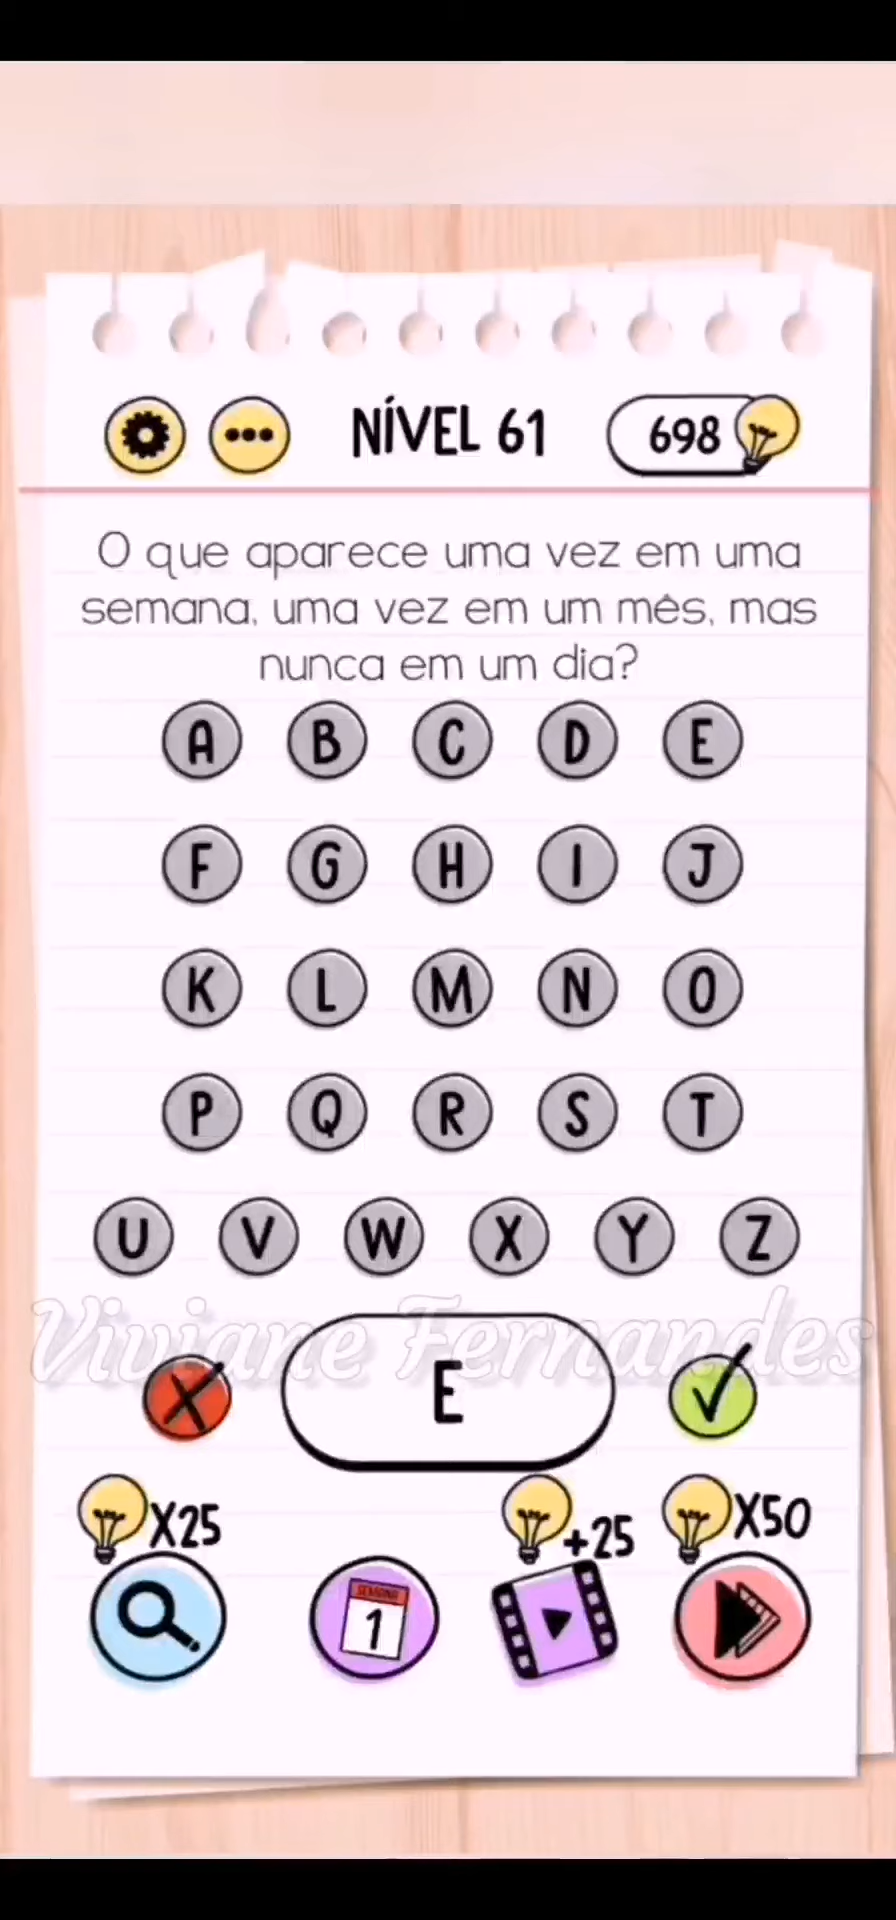 NÍVEL 61
698
O que aparece uma vez em uma
semana, uma vez em um mês, mas
nunca em um dia?
A B C D E
F G H I J
K L M N O
P Q R S T
U V W X Y Z
Viviane Fernandes
E
X25
+25
X50
SEMANA
1